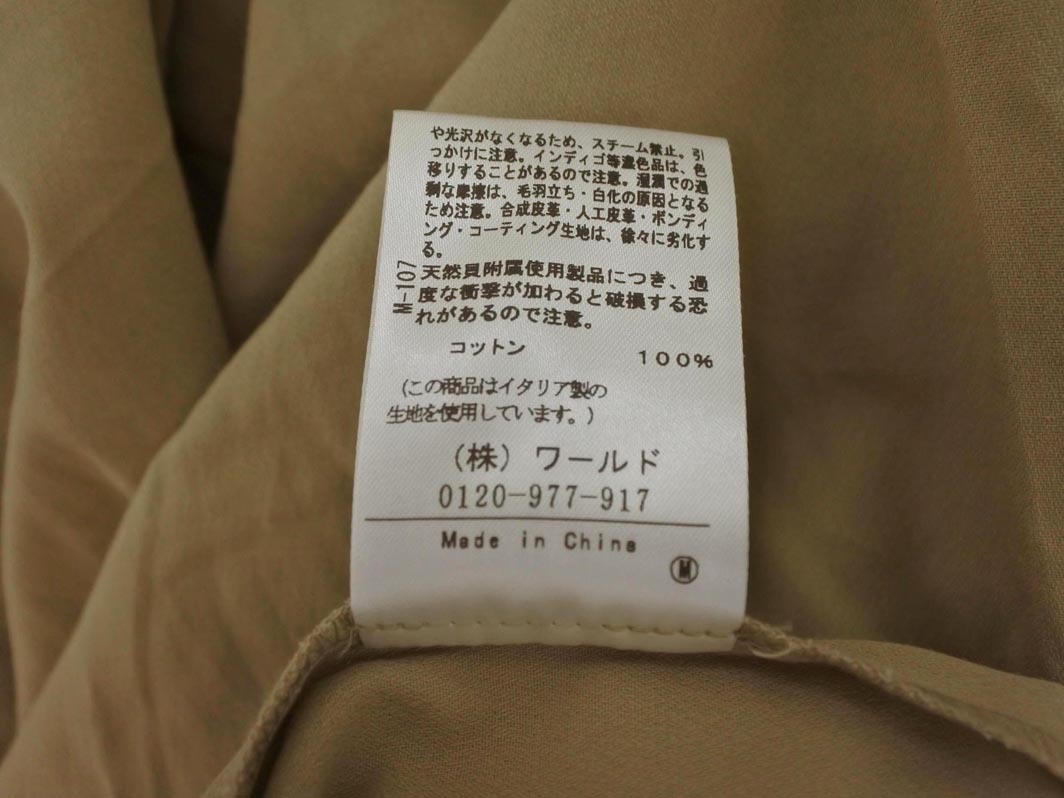 や光沢がなくなるため、スチーム禁止。引
っかけに注意。インディゴ等濃色品は、色
移りすることがあるので注意。湿潤での過
剰な摩擦は、毛羽立ち・白化の原因となる
ため注意。合成皮革・人工皮革・ボンディ
ング・コーティング生地は、徐々に劣化す
る。
M-107
天然貝附属使用製品につき、過
度な衝撃が加わると破損する恐
れがあるので注意。
コットン 100%
(この商品はイタリア製の
生地を使用しています。)
(株) ワールド
0120-977-917
Made in China
M